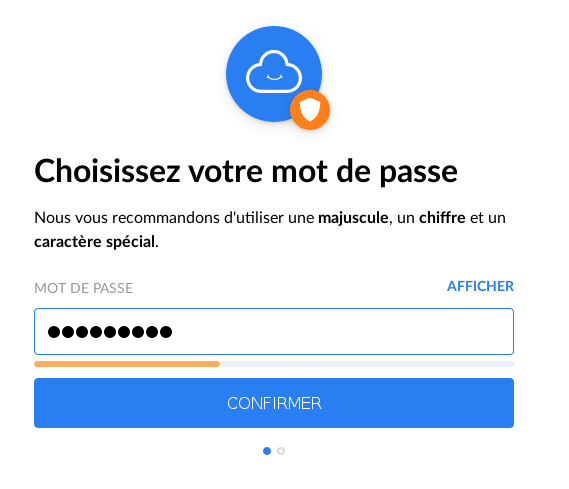 Choisissez votre mot de passe
Nous vous recommandons d'utiliser une majuscule, un chiffre et un
caractère spécial.
MOT DE PASSE
AFFICHER
●●●●●●●●●
CONFIRMER